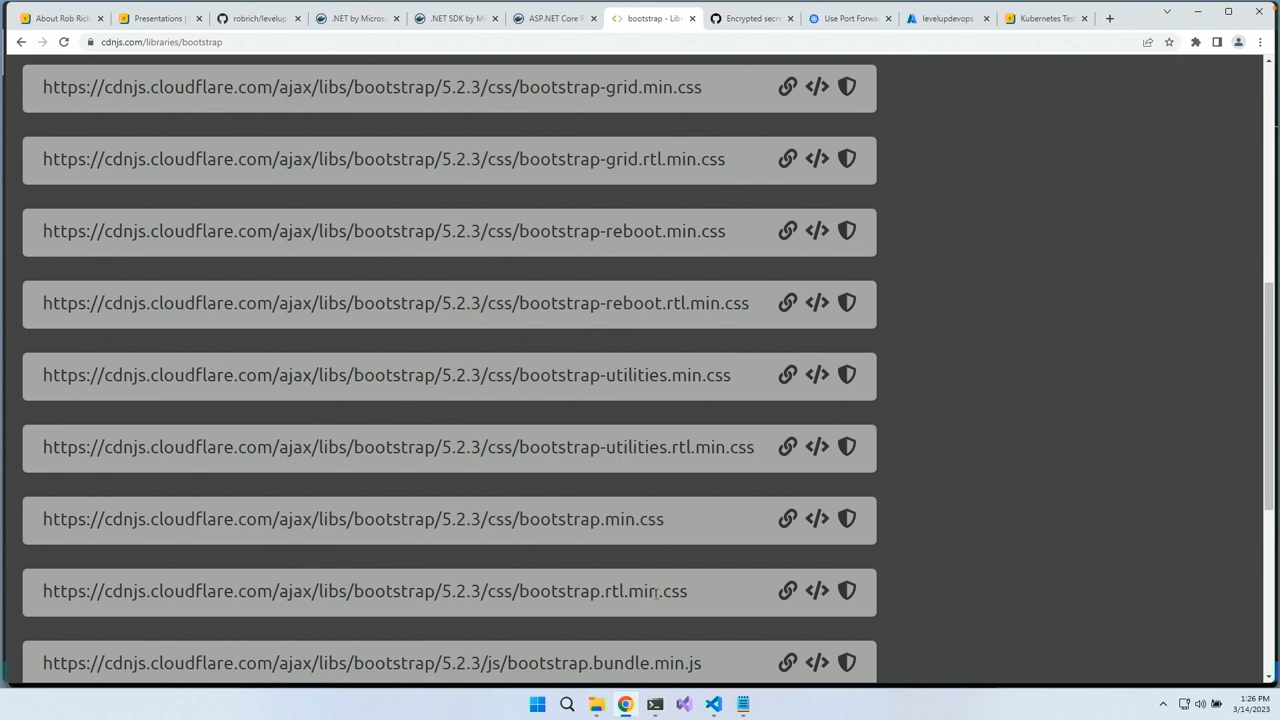 About Rob Rich
Presentations |
robrich/levelup
.NET by Microso
.NET SDK by Mi
ASP.NET Core R
bootstrap - Libr
Encrypted secre
Use Port Forwa
levelupdevops
Kubernetes Test
cdnjs.com/libraries/bootstrap
https://cdnjs.cloudflare.com/ajax/libs/bootstrap/5.2.3/css/bootstrap-grid.min.css
https://cdnjs.cloudflare.com/ajax/libs/bootstrap/5.2.3/css/bootstrap-grid.rtl.min.css
https://cdnjs.cloudflare.com/ajax/libs/bootstrap/5.2.3/css/bootstrap-reboot.min.css
https://cdnjs.cloudflare.com/ajax/libs/bootstrap/5.2.3/css/bootstrap-reboot.rtl.min.css
https://cdnjs.cloudflare.com/ajax/libs/bootstrap/5.2.3/css/bootstrap-utilities.min.css
https://cdnjs.cloudflare.com/ajax/libs/bootstrap/5.2.3/css/bootstrap-utilities.rtl.min.css
https://cdnjs.cloudflare.com/ajax/libs/bootstrap/5.2.3/css/bootstrap.min.css
https://cdnjs.cloudflare.com/ajax/libs/bootstrap/5.2.3/css/bootstrap.rtl.min.css
https://cdnjs.cloudflare.com/ajax/libs/bootstrap/5.2.3/js/bootstrap.bundle.min.js
1:26 PM
3/14/2023